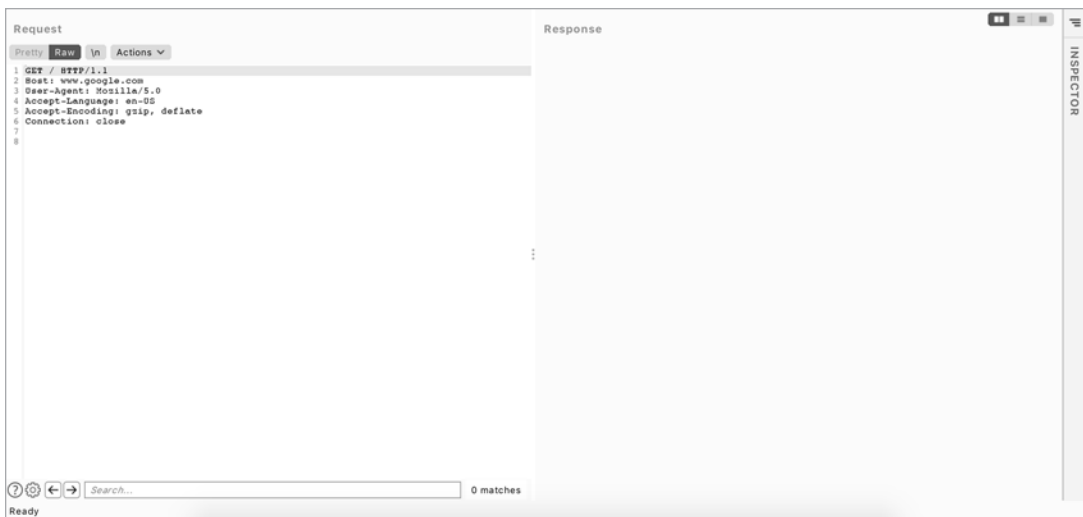 Request
Pretty Raw \n Actions
1 GET / HTTP/1.1
2 Host: www.google.com
3 User-Agent: Mozilla/5.0
4 Accept-Language: en-US
5 Accept-Encoding: gzip, deflate
6 Connection: close
7
8
Search...
0 matches
Ready
Response
INSPECTOR